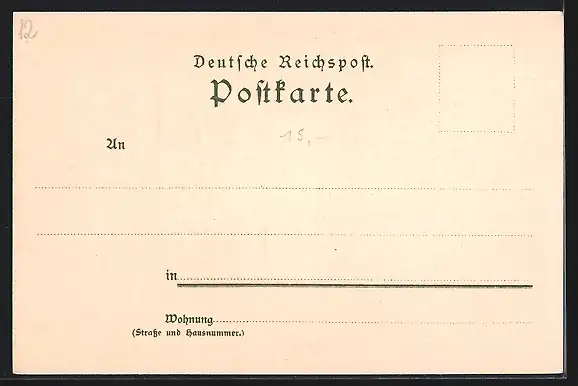 12
Deutſche Reichspoſt.
Poſtkarte.
15,-
An
in
Wohnung
(Straße und Hausnummer.)